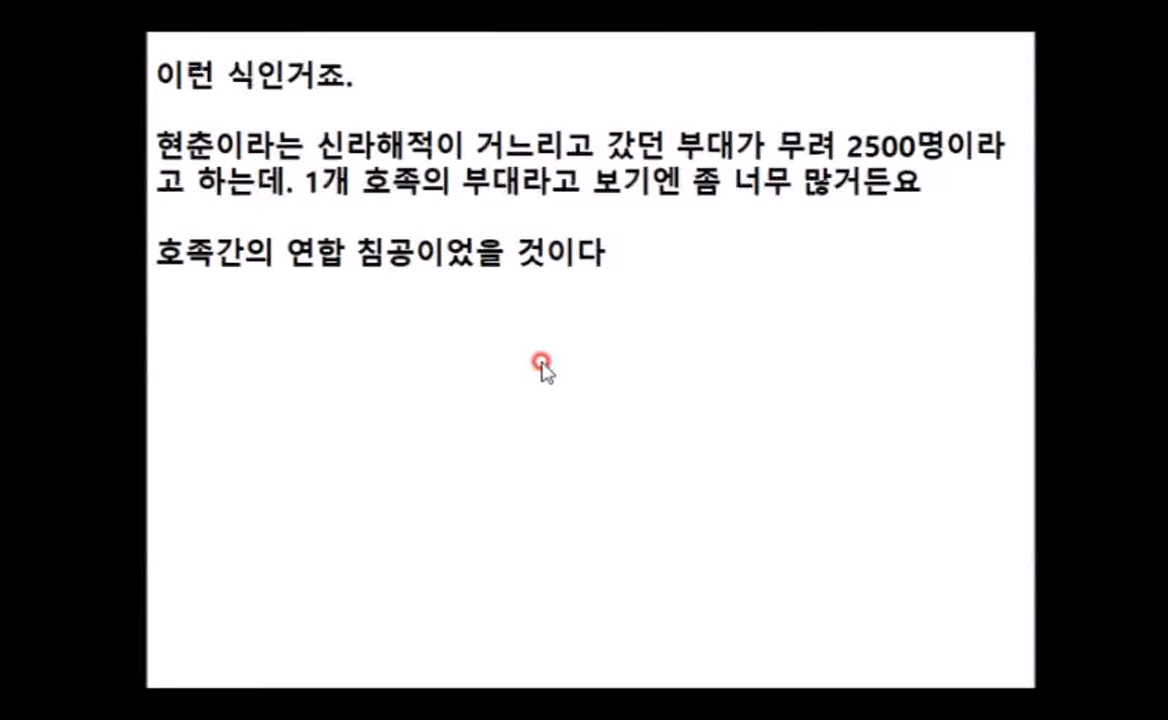 이런 식인거죠.
현춘이라는 신라해적이 거느리고 갔던 부대가 무려 2500명이라
고 하는데. 1개 호족의 부대라고 보기엔 좀 너무 많거든요
호족간의 연합 침공이었을 것이다